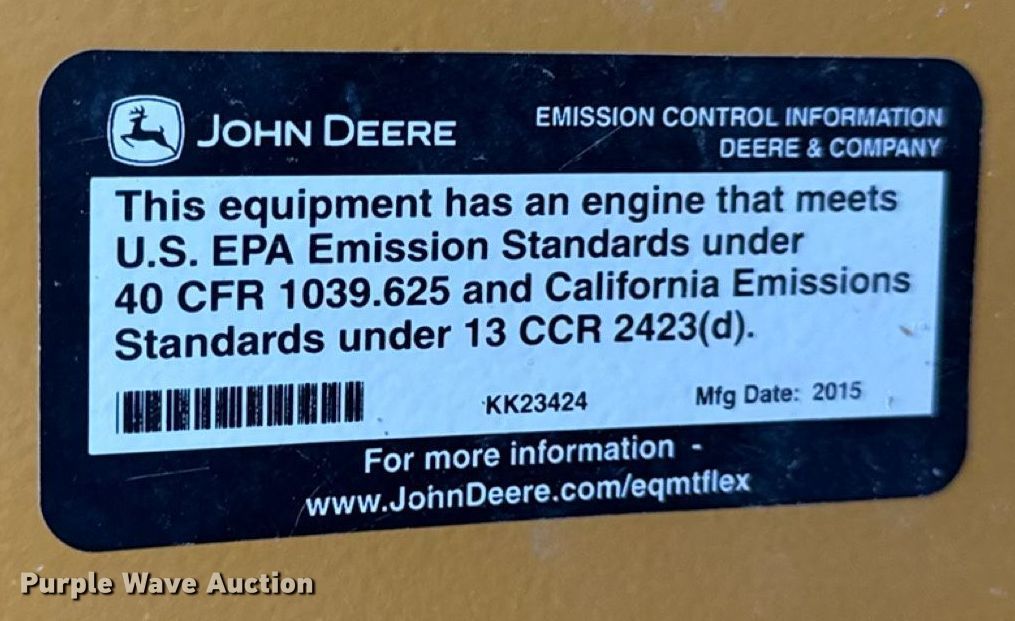 JOHN DEERE
EMISSION CONTROL INFORMATION
DEERE & COMPANY
This equipment has an engine that meets
U.S. EPA Emission Standards under
40 CFR 1039.625 and California Emissions
Standards under 13 CCR 2423(d).
KK23424
Mfg Date: 2015
For more information -
www.JohnDeere.com/eqmtflex
Purple Wave Auction